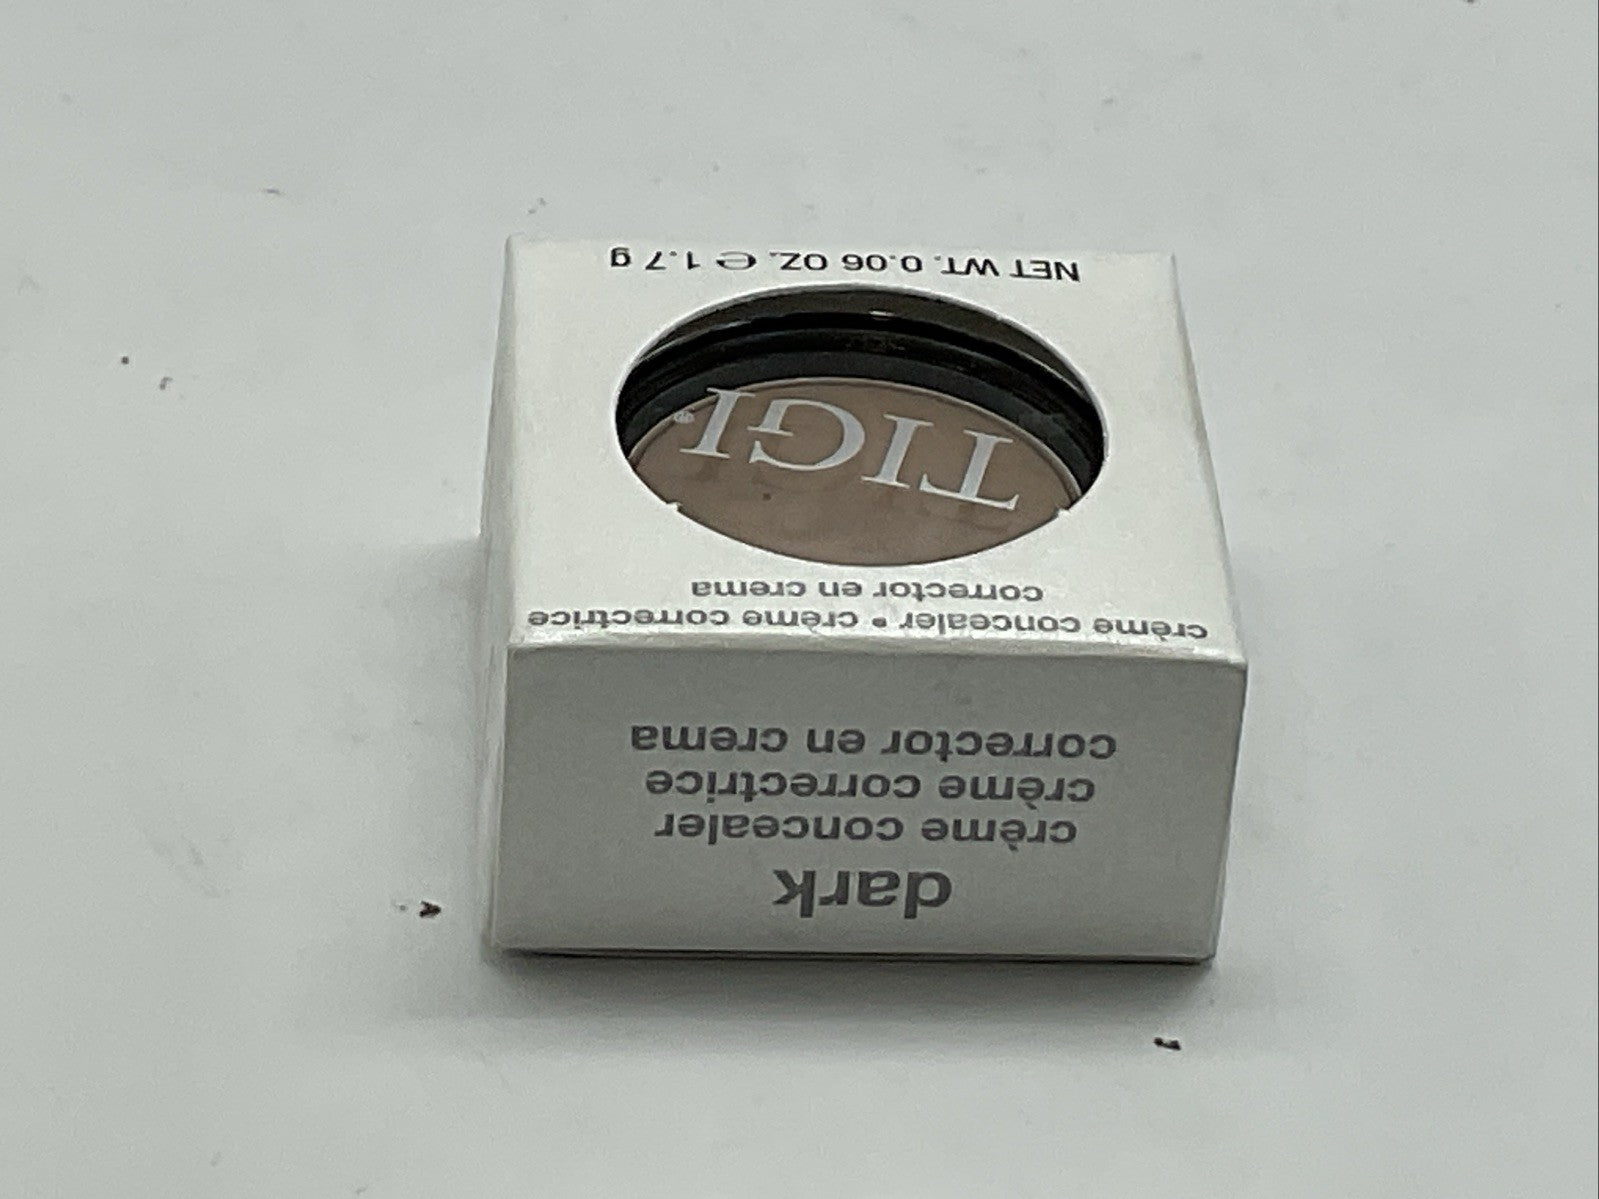 dark
crème concealer
crème correctrice
corrector en crema
crème concealer • crème correctrice
corrector en crema
TIGI®
NET WT. 0.06 OZ. ℮ 1.7 g